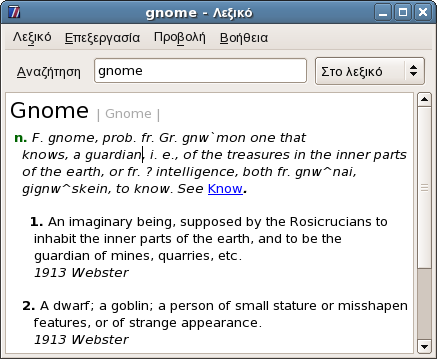 gnome - Λεξικό
Λεξικό Επεξεργασία Προβολή Βοήθεια
Αναζήτηση gnome Στο λεξικό
Gnome | Gnome |
n. F. gnome, prob. fr. Gr. gnw`mon one that
knows, a guardian, i. e., of the treasures in the inner parts
of the earth, or fr. ? intelligence, both fr. gnw^nai,
gignw^skein, to know. See Know.
1. An imaginary being, supposed by the Rosicrucians to
inhabit the inner parts of the earth, and to be the
guardian of mines, quarries, etc.
1913 Webster
2. A dwarf; a goblin; a person of small stature or misshapen
features, or of strange appearance.
1913 Webster